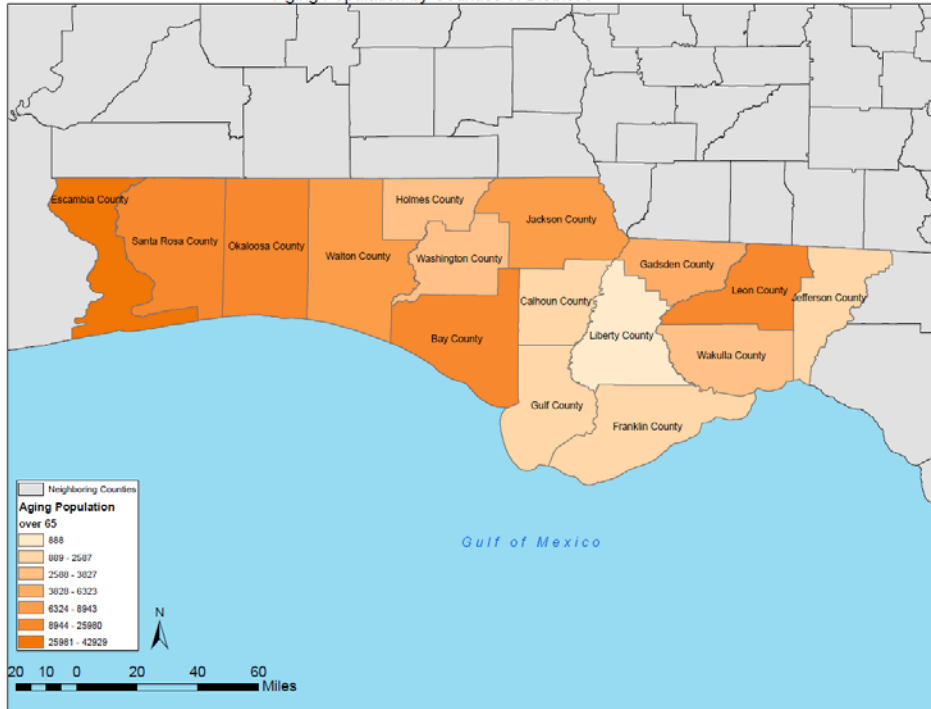 Escambia County
Holmes County
Jackson County
Santa Rosa County
Okaloosa County
Walton County
Washington County
Gadsden County
Leon County
Jefferson County
Calhoun County
Bay County
Liberty County
Wakulla County
Gulf County
Franklin County
Neighboring Counties
Aging Population
over 65
888
889 - 2587
2588 - 3827
3828 - 6323
6324 - 8943
8944 - 25980
25981 - 42929
Gulf of Mexico
N
20 10 0 20 40 60
Miles